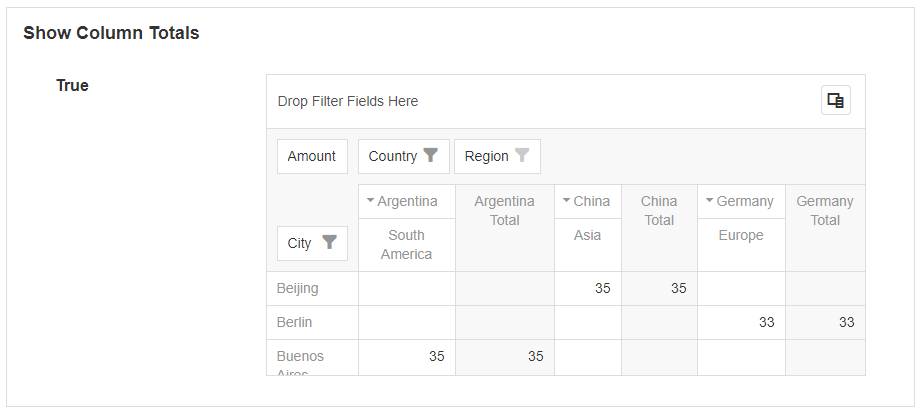 Show Column Totals
True
Drop Filter Fields Here
Amount Country Region
Argentina Argentina Total China China Total Germany Germany Total
City South America Asia Europe
Beijing 35 35
Berlin 33 33
Buenos 35 35
Aires